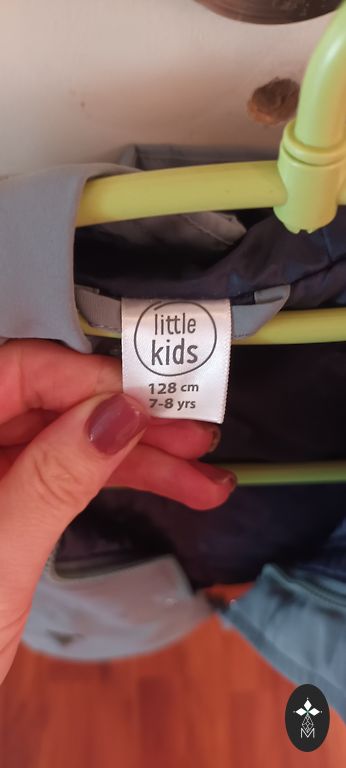 little
kids
128 cm
7-8 yrs
M